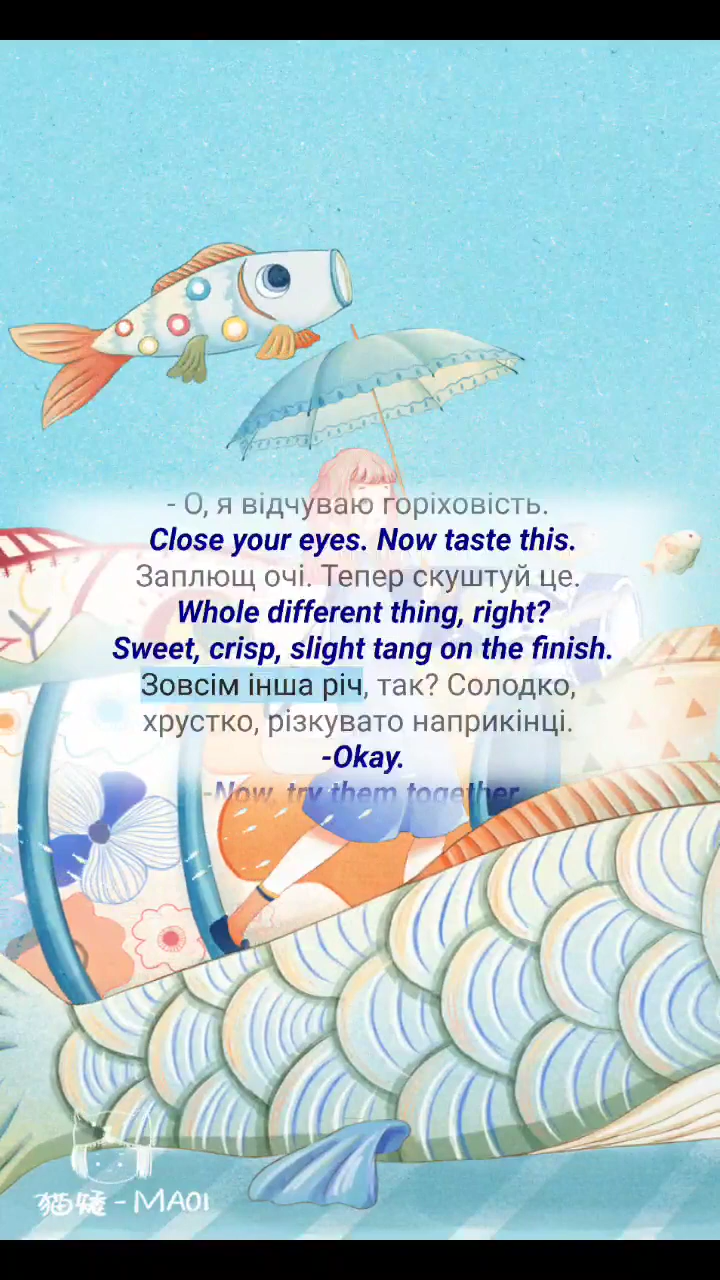 - О, я відчуваю горіховість.
Close your eyes. Now taste this.
Заплющ очі. Тепер скуштуй це.
Whole different thing, right?
Sweet, crisp, slight tang on the finish.
Зовсім інша річ, так? Солодко,
хрустко, різкувато наприкінці.
-Okay.
-Now, try them together
猫矮-MAOI